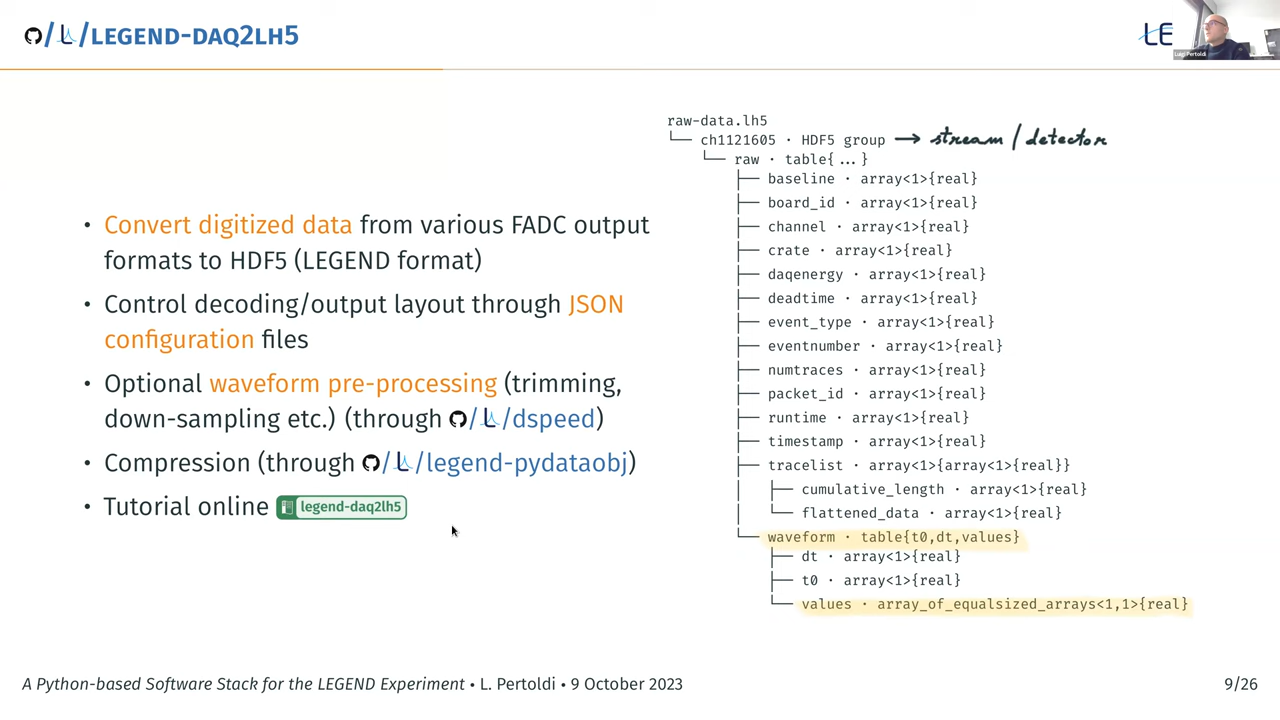 / /LEGEND-DAQ2LH5
LE
Luigi Pertoldi
• Convert digitized data from various FADC output
formats to HDF5 (LEGEND format)
• Control decoding/output layout through JSON
configuration files
• Optional waveform pre-processing (trimming,
down-sampling etc.) (through / L /dspeed)
• Compression (through / L /legend-pydataobj)
• Tutorial online legend-daq2lh5
raw-data.lh5
└── ch1121605 · HDF5 group → stream / detector
└── raw · table{...}
├── baseline · array<1>{real}
├── board_id · array<1>{real}
├── channel · array<1>{real}
├── crate · array<1>{real}
├── daqenergy · array<1>{real}
├── deadtime · array<1>{real}
├── event_type · array<1>{real}
├── eventnumber · array<1>{real}
├── numtraces · array<1>{real}
├── packet_id · array<1>{real}
├── runtime · array<1>{real}
├── timestamp · array<1>{real}
├── tracelist · array<1>{array<1>{real}}
│ ├── cumulative_length · array<1>{real}
│ └── flattened_data · array<1>{real}
└── waveform · table{t0,dt,values}
├── dt · array<1>{real}
├── t0 · array<1>{real}
└── values · array_of_equalsized_arrays<1,1>{real}
A Python-based Software Stack for the LEGEND Experiment • L. Pertoldi • 9 October 2023
9/26